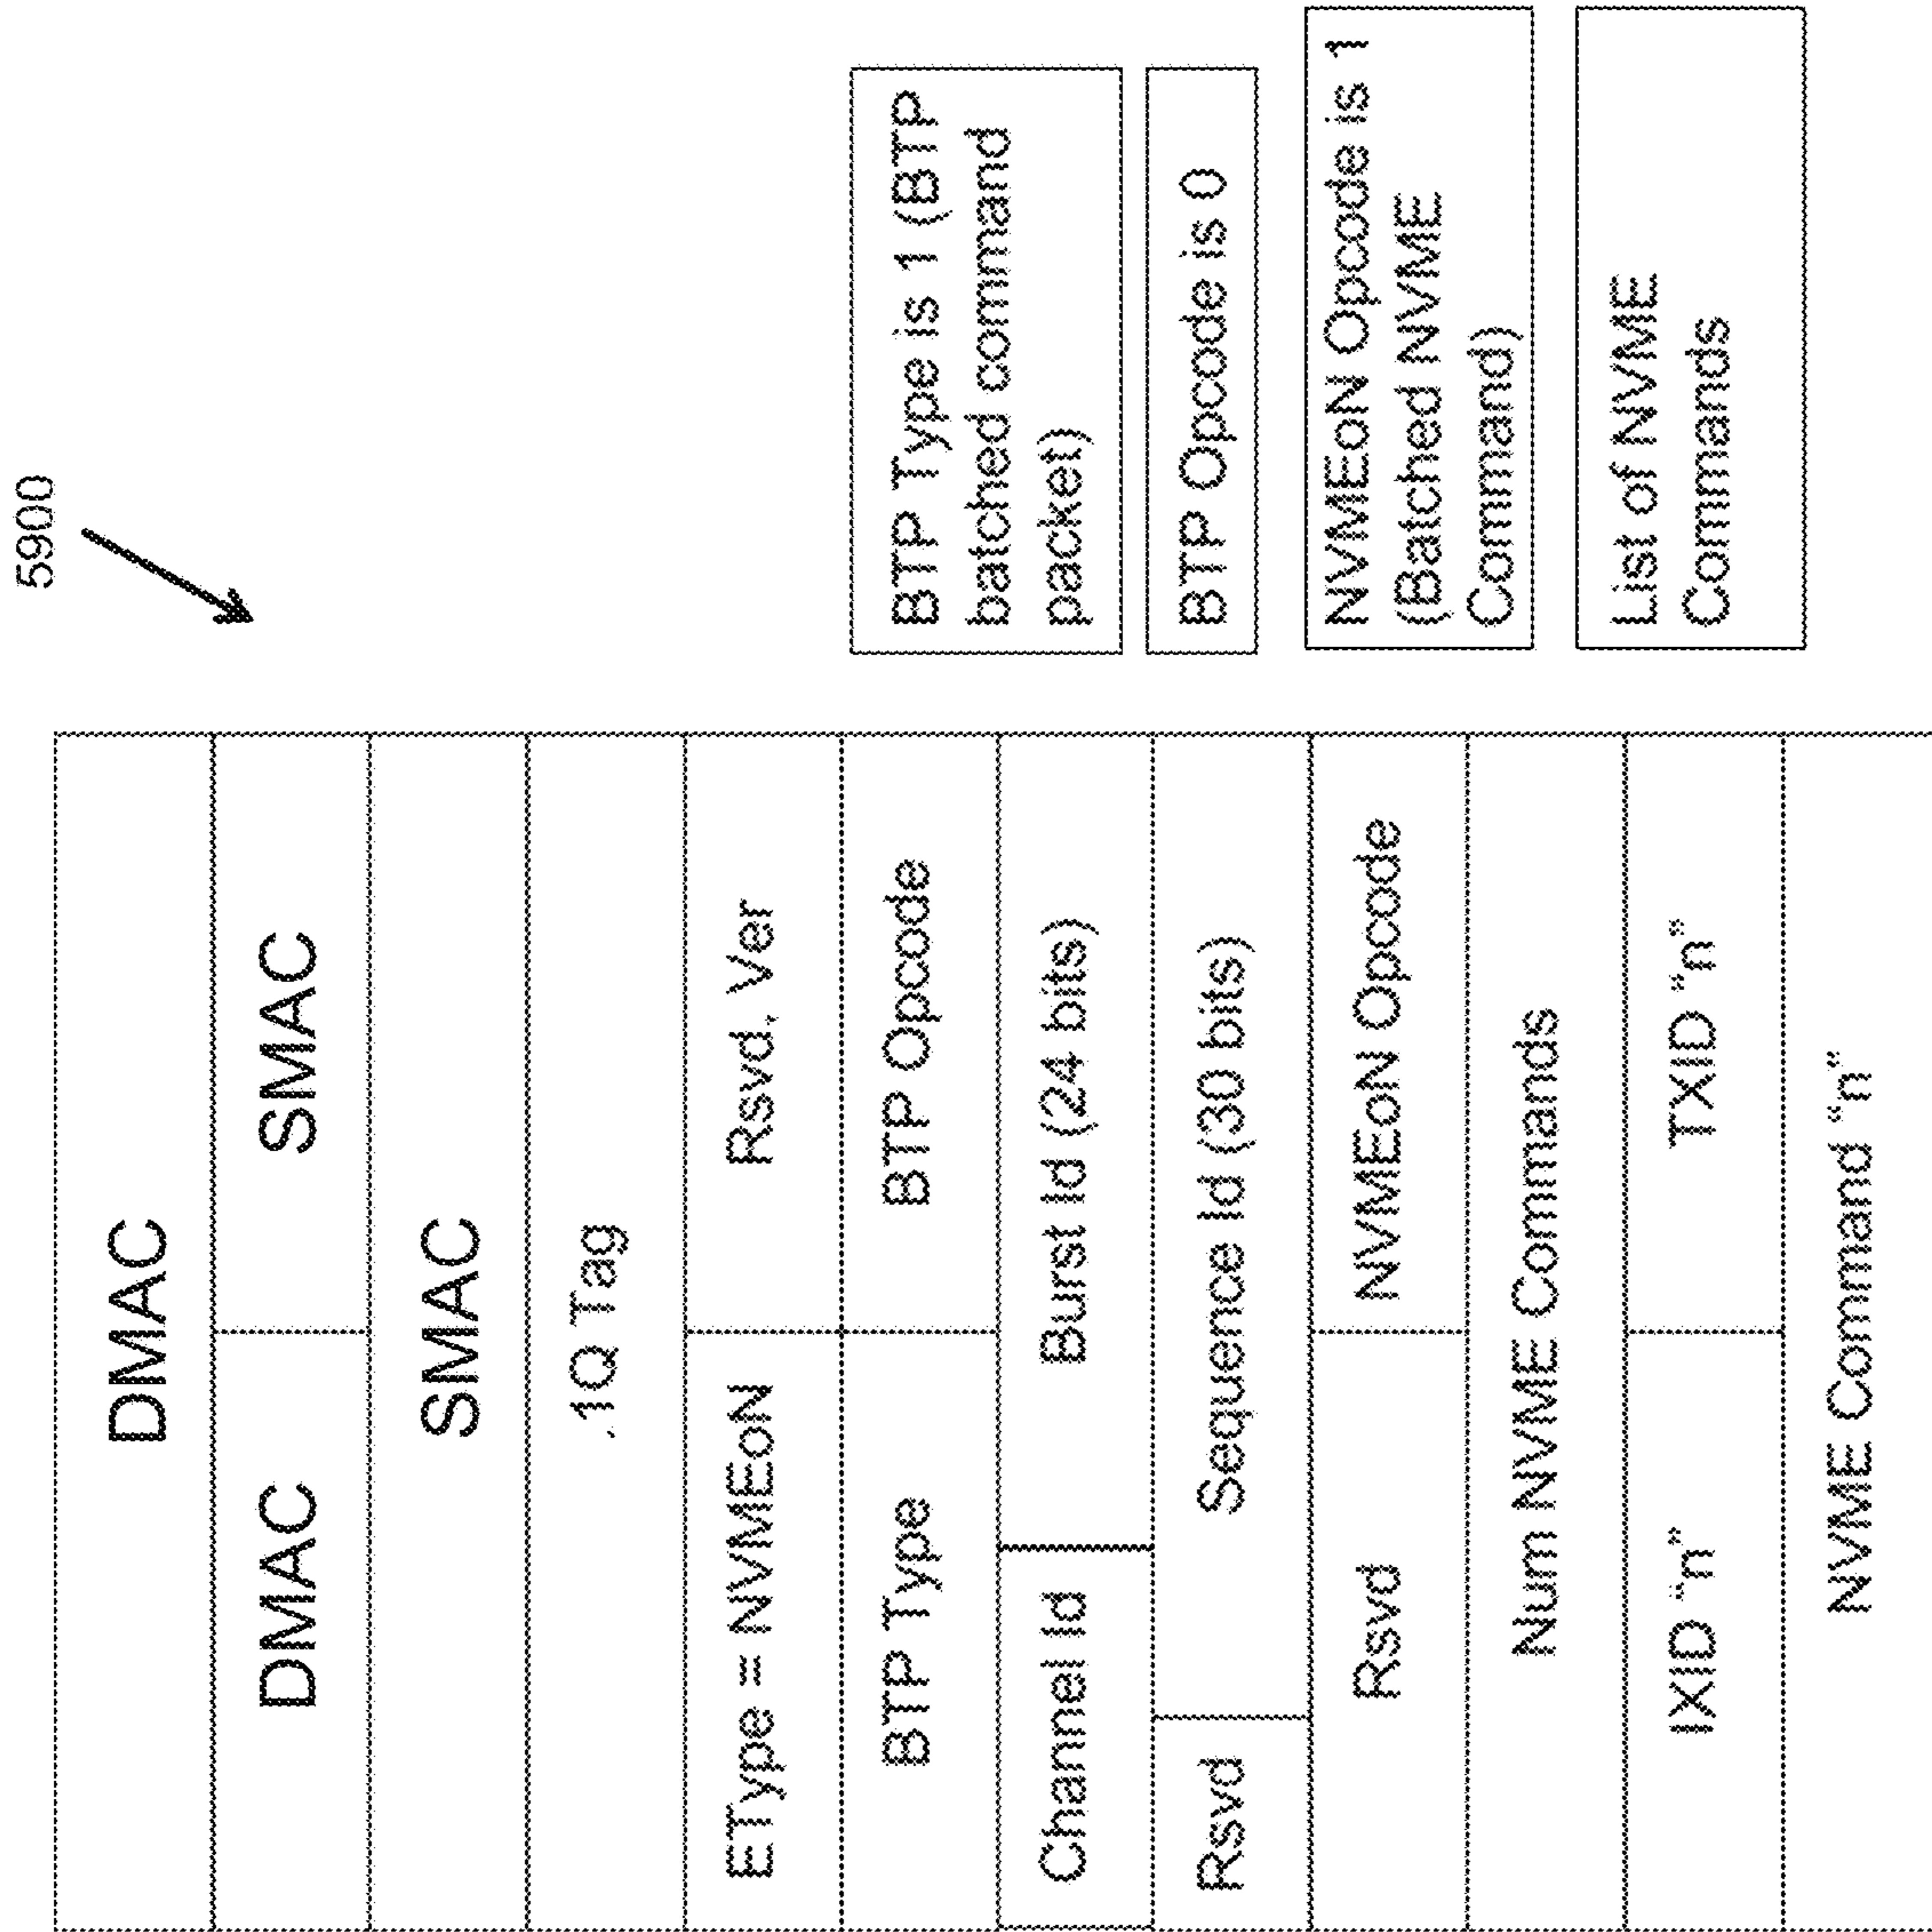 5900
DMAC
DMAC SMAC
SMAC
.1Q Tag
EType = NVMEoN Rsvd, Ver
BTP Type BTP Opcode
Channel Id Burst Id (24 bits)
Rsvd Sequence Id (30 bits)
Rsvd NVMEoN Opcode
Num NVME Commands
IXID "n" TXID "n"
NVME Command "n"
BTP Type is 1 (BTP
batched command
packet)
BTP Opcode is 0
NVMEoN Opcode is 1
(Batched NVME
Command)
List of NVME
Commands